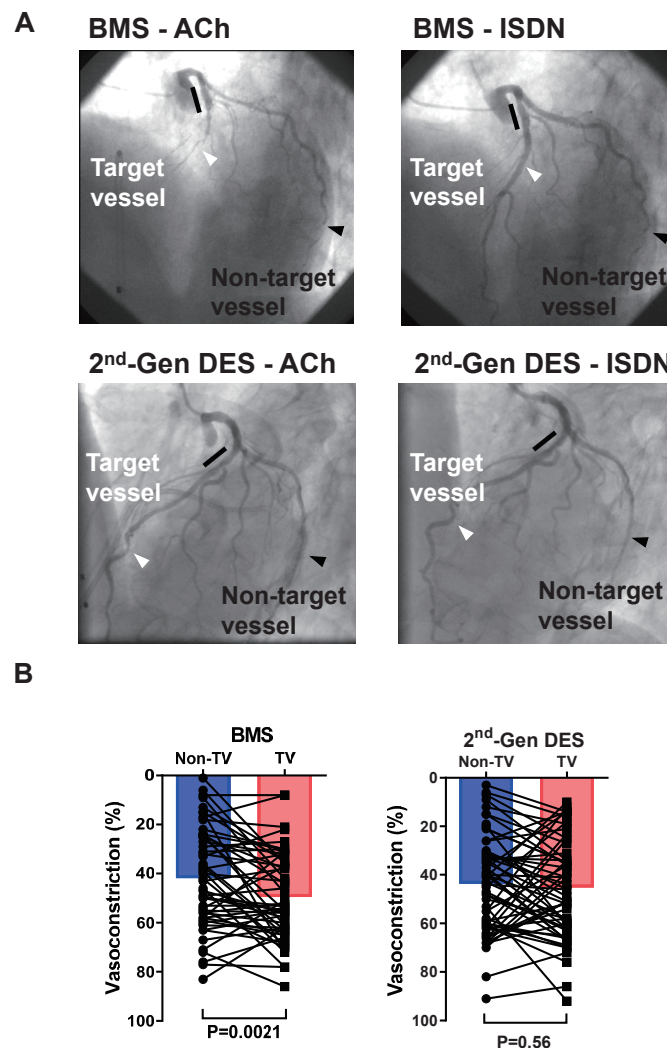 A
BMS - ACh
BMS - ISDN
Target
vessel
Non-target
vessel
Target
vessel
Non-target
vessel
2nd-Gen DES - ACh
2nd-Gen DES - ISDN
Target
vessel
Non-target
vessel
Target
vessel
Non-target
vessel
B
BMS
Non-TV TV
Vasoconstriction (%)
0
20
40
60
80
100
P=0.0021
2nd-Gen DES
Non-TV TV
Vasoconstriction (%)
0
20
40
60
80
100
P=0.56